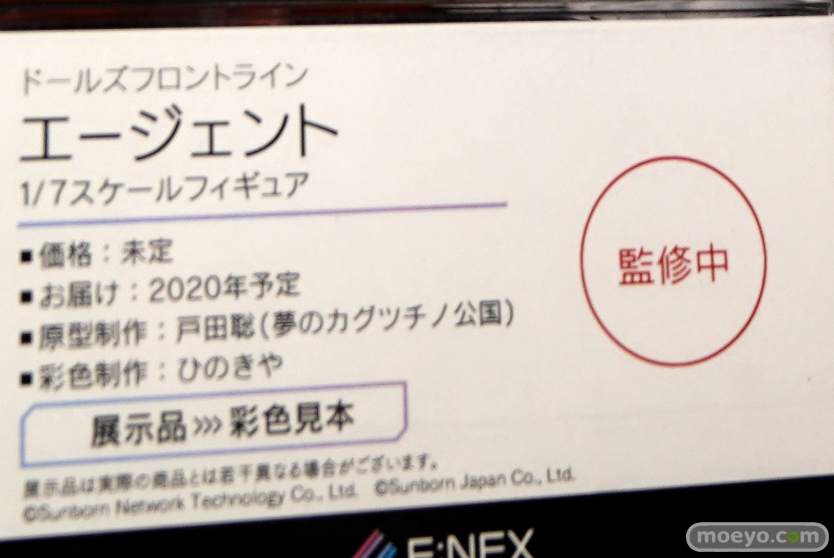 ドールズフロントライン
エージェント
1/7スケールフィギュア
■価格：未定
■お届け：2020年予定
■原型制作：戸田聡(夢のカグツチノ公国)
■彩色制作：ひのきや
展示品>>>彩色見本
展示品は実際の商品とは若干異なる場合がございます。
©Sunborn Network Technology Co., Ltd. ©Sunborn Japan Co., Ltd.
監修中
F:NEX
moeyo.com